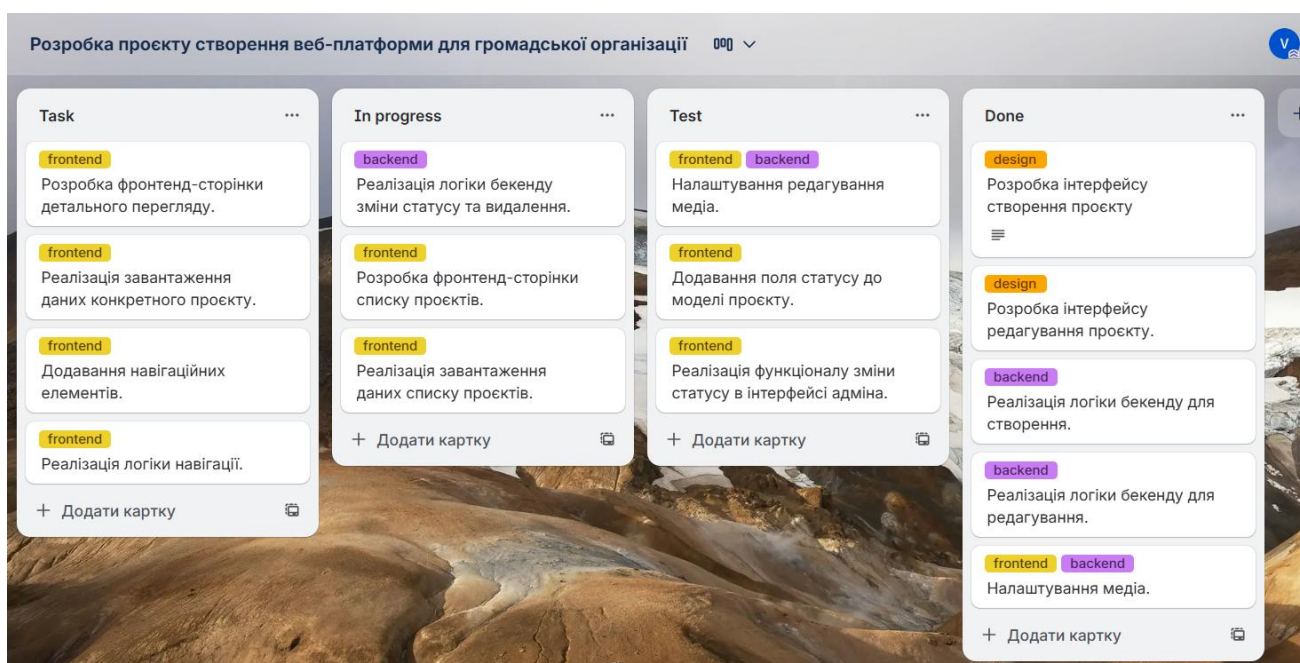 Розробка проєкту створення веб-платформи для громадської організації
V
Task
frontend
Розробка фронтенд-сторінки
детального перегляду.
frontend
Реалізація завантаження
даних конкретного проєкту.
frontend
Додавання навігаційних
елементів.
frontend
Реалізація логіки навігації.
+ Додати картку
In progress
backend
Реалізація логіки бекенду
зміни статусу та видалення.
frontend
Розробка фронтенд-сторінки
списку проєктів.
frontend
Реалізація завантаження
даних списку проєктів.
+ Додати картку
Test
frontend backend
Налаштування редагування
медіа.
frontend
Додавання поля статусу до
моделі проєкту.
frontend
Реалізація функціоналу зміни
статусу в інтерфейсі адміна.
+ Додати картку
Done
design
Розробка інтерфейсу
створення проєкту
design
Розробка інтерфейсу
редагування проєкту.
backend
Реалізація логіки бекенду для
створення.
backend
Реалізація логіки бекенду для
редагування.
frontend backend
Налаштування медіа.
+ Додати картку